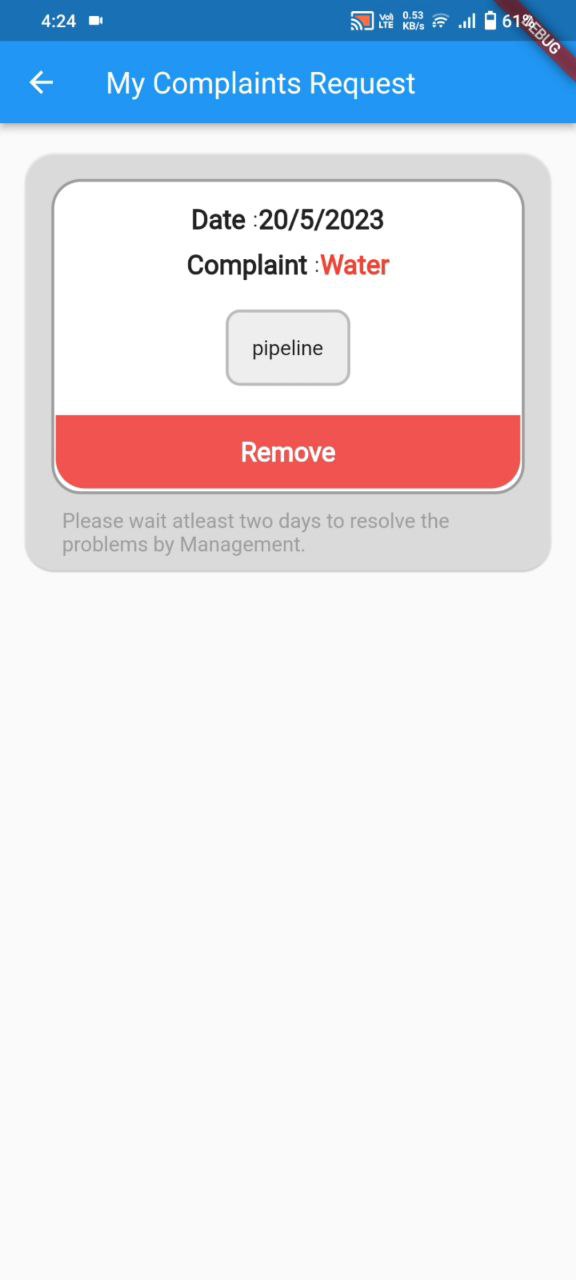 4:24 Vo) LTE 0.53 KB/s 61%
DEBUG
My Complaints Request
Date :20/5/2023
Complaint :Water
pipeline
Remove
Please wait atleast two days to resolve the
problems by Management.